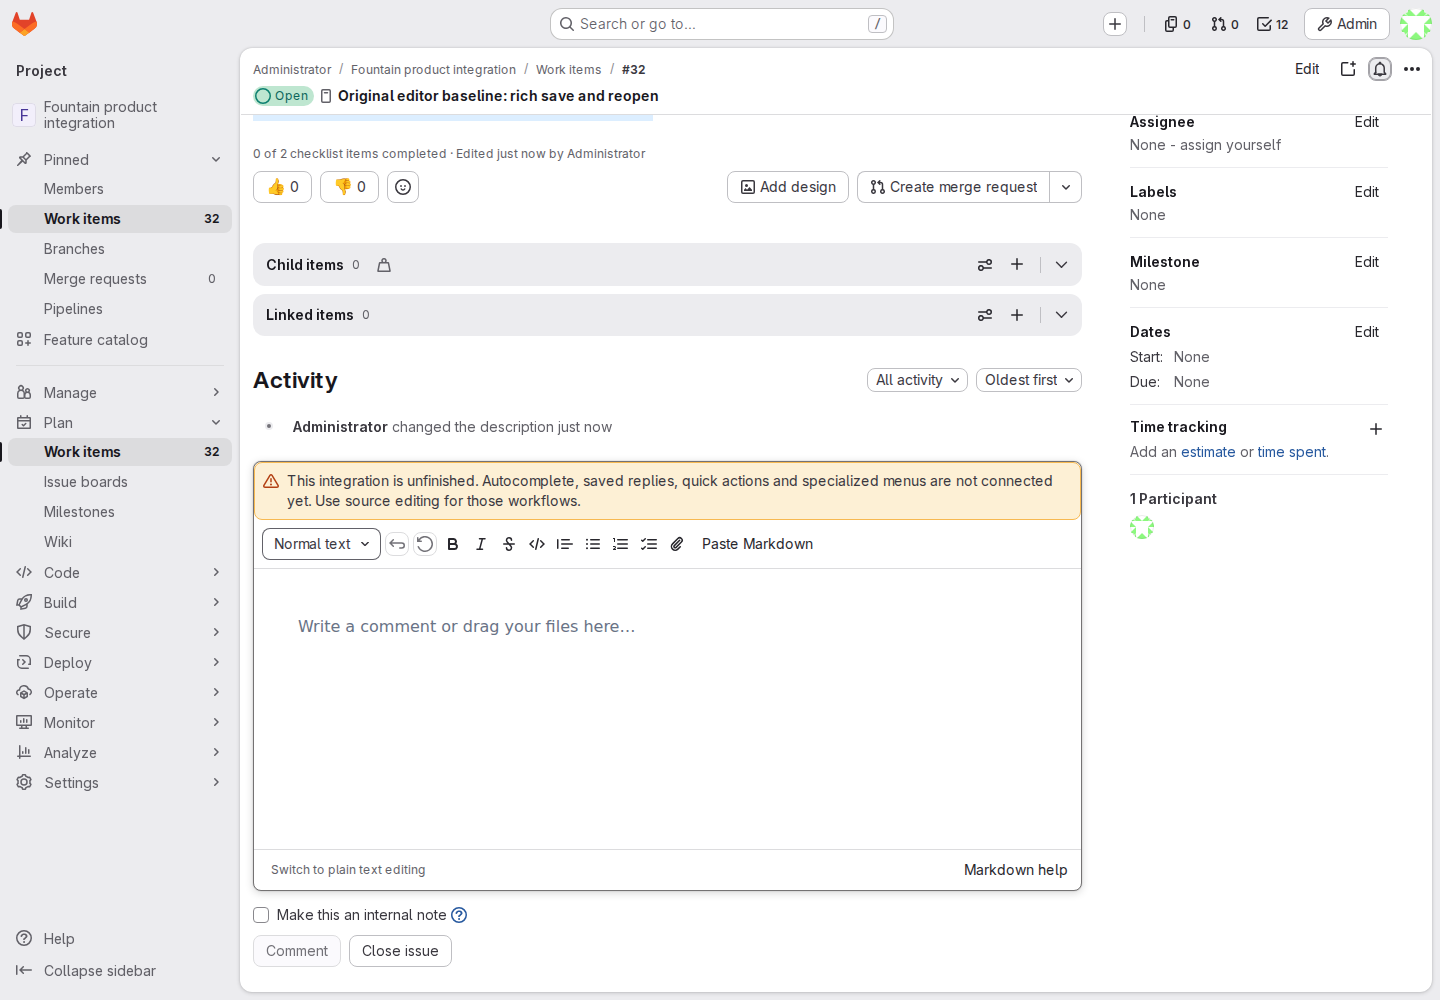 Search or go to...
/
0
0
12
Admin
Project
F
Fountain product integration
Pinned
Members
Work items
32
Branches
Merge requests
0
Pipelines
Feature catalog
Manage
Plan
Work items
32
Issue boards
Milestones
Wiki
Code
Build
Secure
Deploy
Operate
Monitor
Analyze
Settings
Help
Collapse sidebar
Administrator / Fountain product integration / Work items / #32
Edit
Open
Original editor baseline: rich save and reopen
0 of 2 checklist items completed · Edited just now by Administrator
👍 0
👎 0
Add design
Create merge request
Child items 0
Linked items 0
Activity
All activity
Oldest first
Administrator changed the description just now
This integration is unfinished. Autocomplete, saved replies, quick actions and specialized menus are not connected
yet. Use source editing for those workflows.
Normal text
Paste Markdown
Write a comment or drag your files here…
Switch to plain text editing
Markdown help
Make this an internal note
Comment
Close issue
Assignee
Edit
None - assign yourself
Labels
Edit
None
Milestone
Edit
None
Dates
Edit
Start: None
Due: None
Time tracking
Add an estimate or time spent.
1 Participant